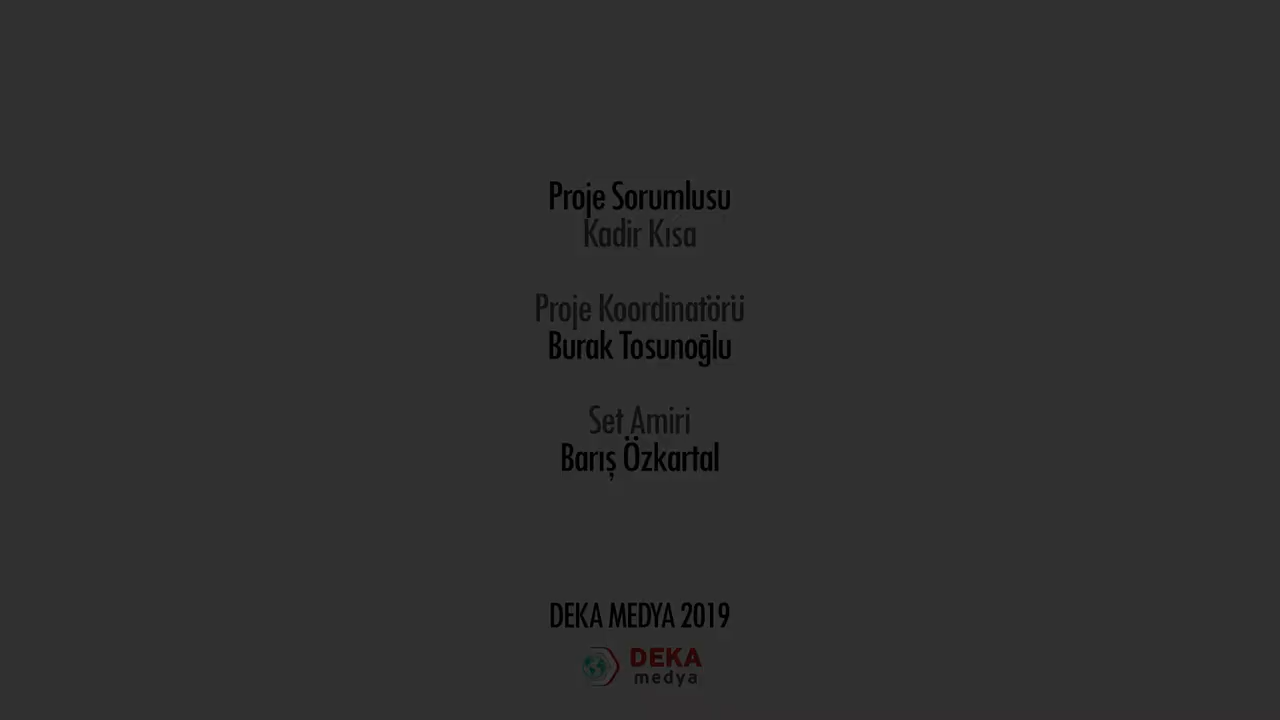 Proje Sorumlusu
Kadir Kısa
Proje Koordinatörü
Burak Tosunoğlu
Set Amiri
Barış Özkartal
DEKA MEDYA 2019
DEKA
medya